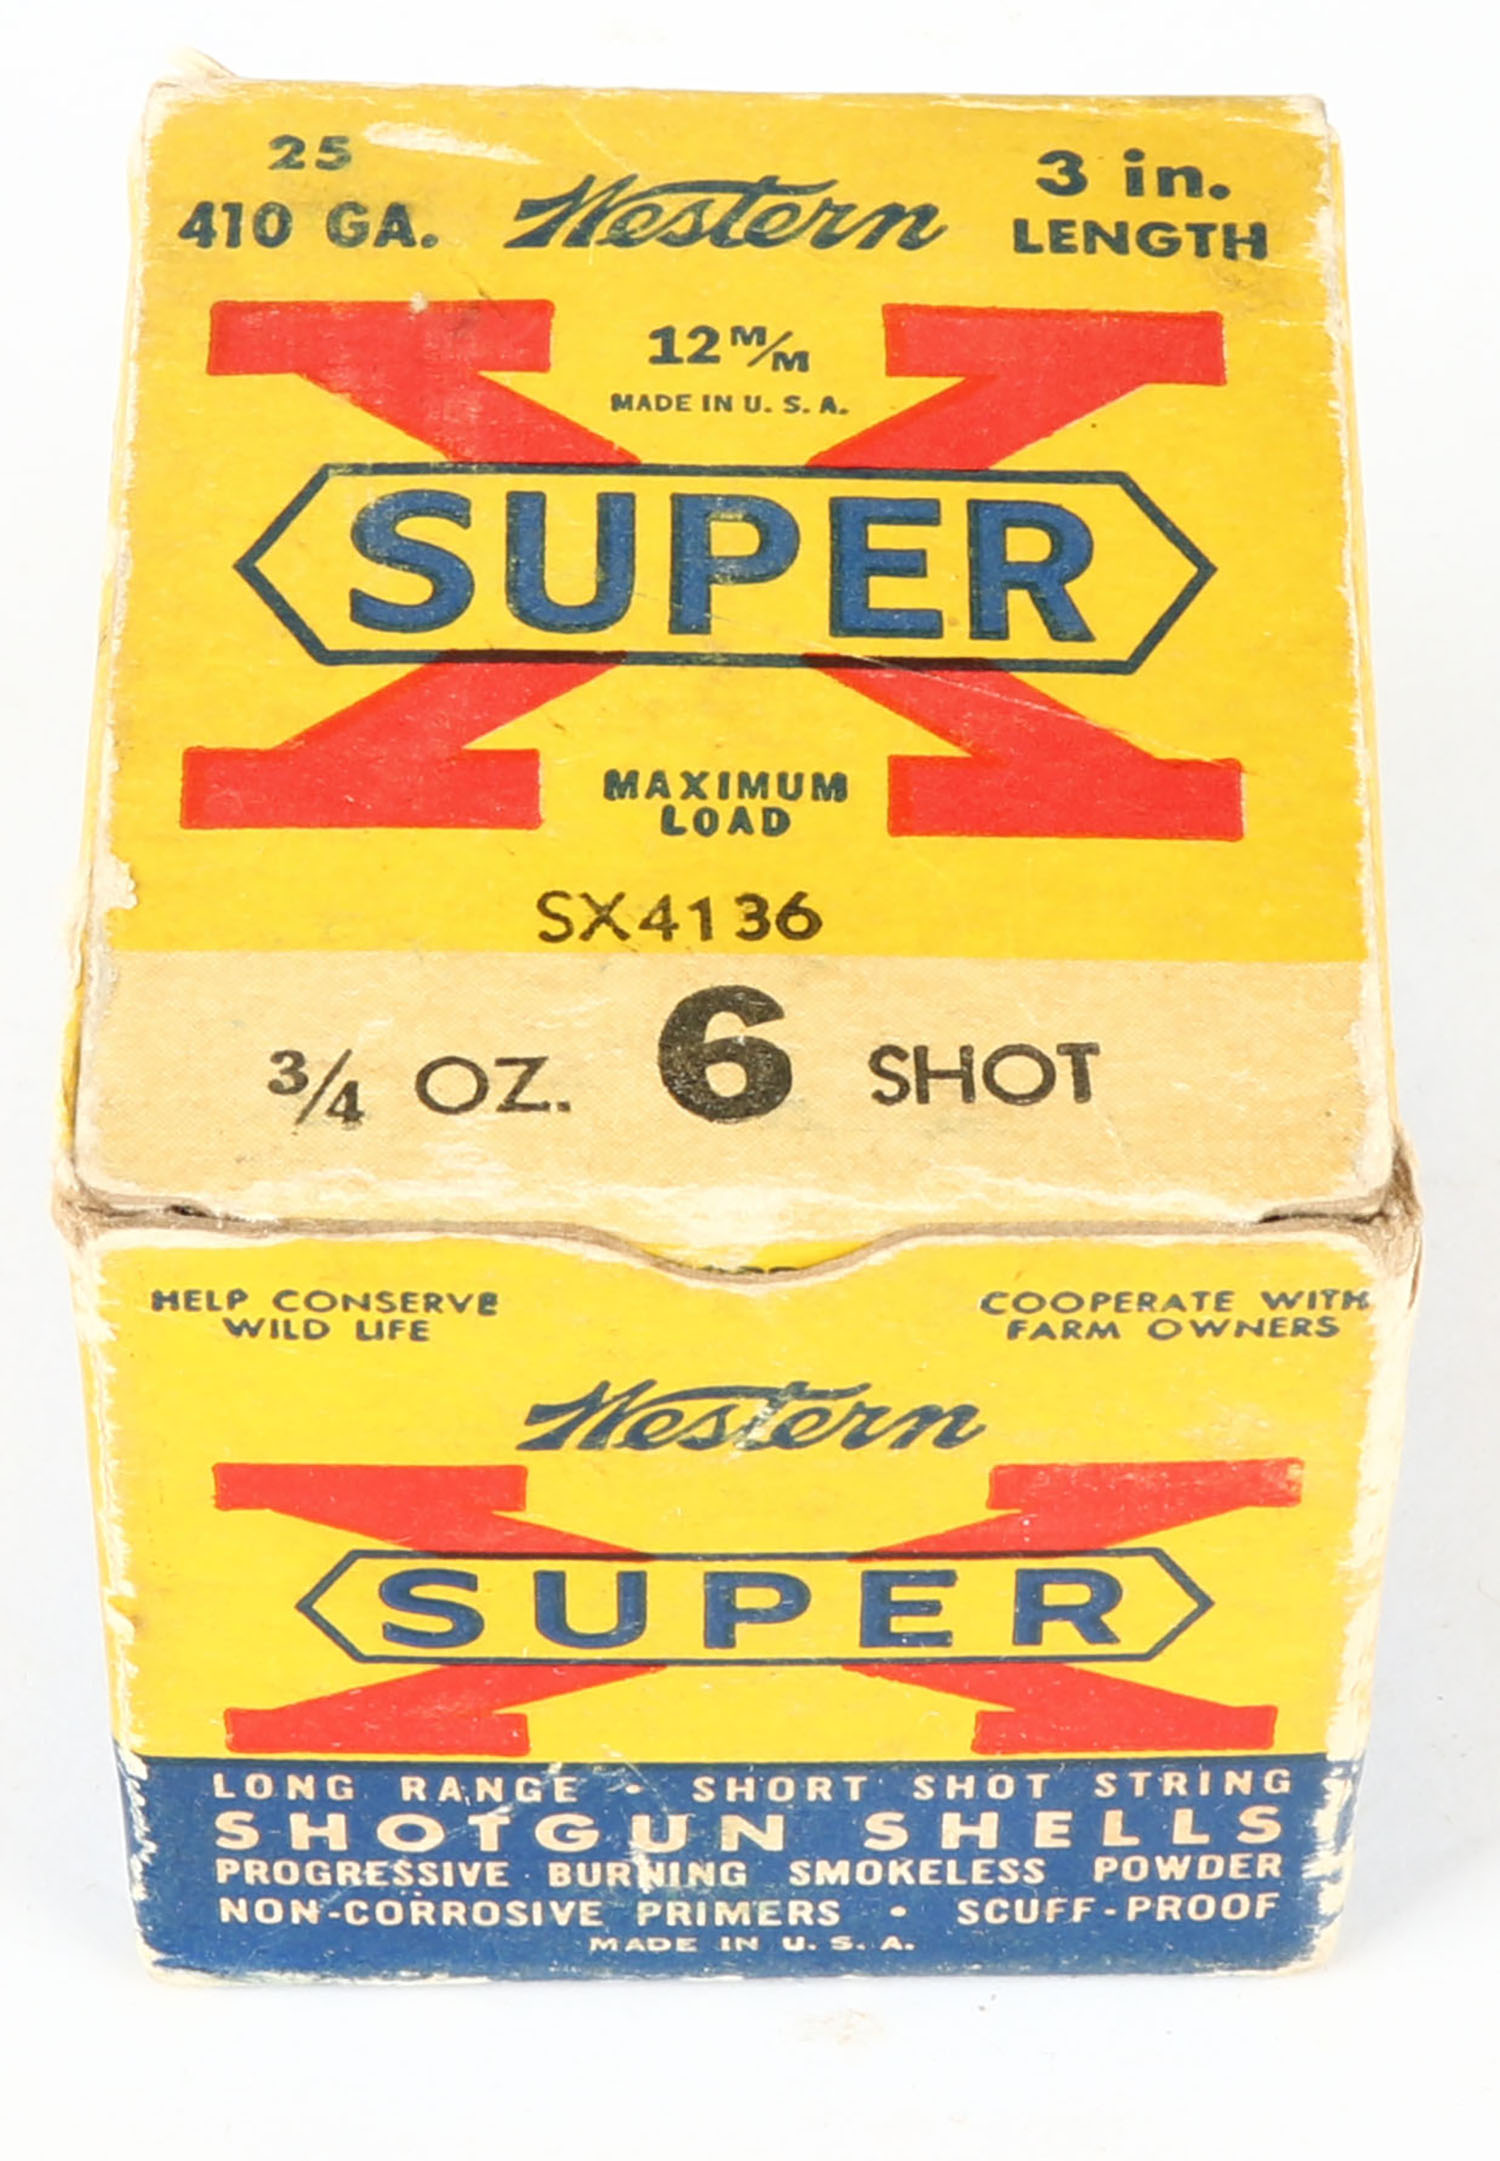 25
410 GA.
Western
3 in.
LENGTH
12 M/M
MADE IN U. S. A.
X
SUPER
MAXIMUM
LOAD
SX4136
3/4 OZ. 6 SHOT
HELP CONSERVE
WILD LIFE
COOPERATE WITH
FARM OWNERS
Western
X
SUPER
LONG RANGE • SHORT SHOT STRING
SHOTGUN SHELLS
PROGRESSIVE BURNING SMOKELESS POWDER
NON-CORROSIVE PRIMERS • SCUFF-PROOF
MADE IN U. S. A.